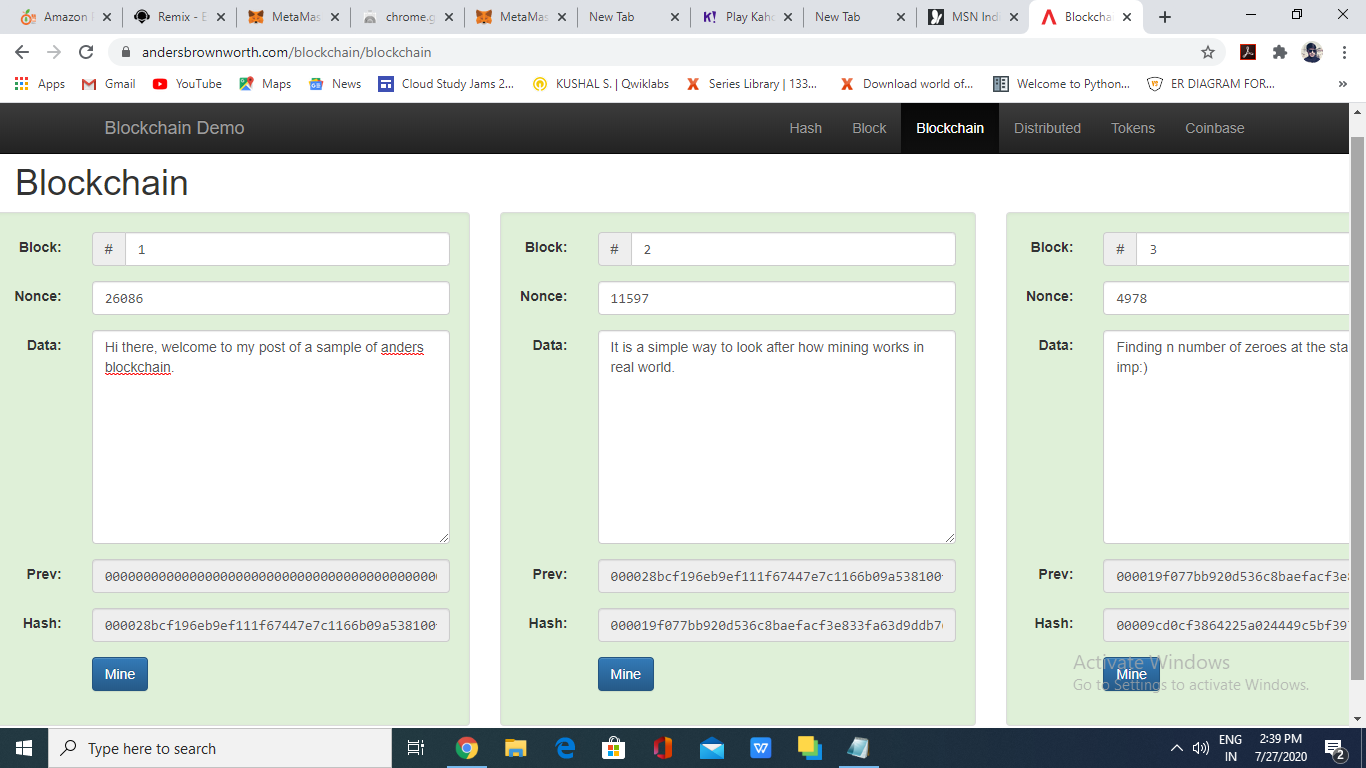 Amazon
Remix - E
MetaMas
chrome.g
MetaMas
New Tab
K! Play Kaho
New Tab
MSN Indi
Blockchai
andersbrownworth.com/blockchain/blockchain
Apps Gmail YouTube Maps News Cloud Study Jams 2... KUSHAL S. | Qwiklabs Series Library | 133... Download world of... Welcome to Python... ER DIAGRAM FOR... »
Blockchain Demo Hash Block Blockchain Distributed Tokens Coinbase
Blockchain
Block: # 1
Nonce: 26086
Data: Hi there, welcome to my post of a sample of anders
blockchain.
Prev:
Hash: 000028bcf196eb9ef111f67447e7c1166b09a538100
Mine
Block: # 2
Nonce: 11597
Data: It is a simple way to look after how mining works in
real world.
Prev: 000028bcf196eb9ef111f67447e7c1166b09a538100
Hash: 000019f077bb920d536c8baefacf3e833fa63d9ddb7
Mine
Block: # 3
Nonce: 4978
Data: Finding n number of zeroes at the sta
imp:)
Prev: 000019f077bb920d536c8baefacf3e
Hash: 00009cd0cf3864225a024449c5bf39
Mine
Activate Windows
Go to Settings to activate Windows.
Type here to search
ENG
IN
2:39 PM
7/27/2020
2